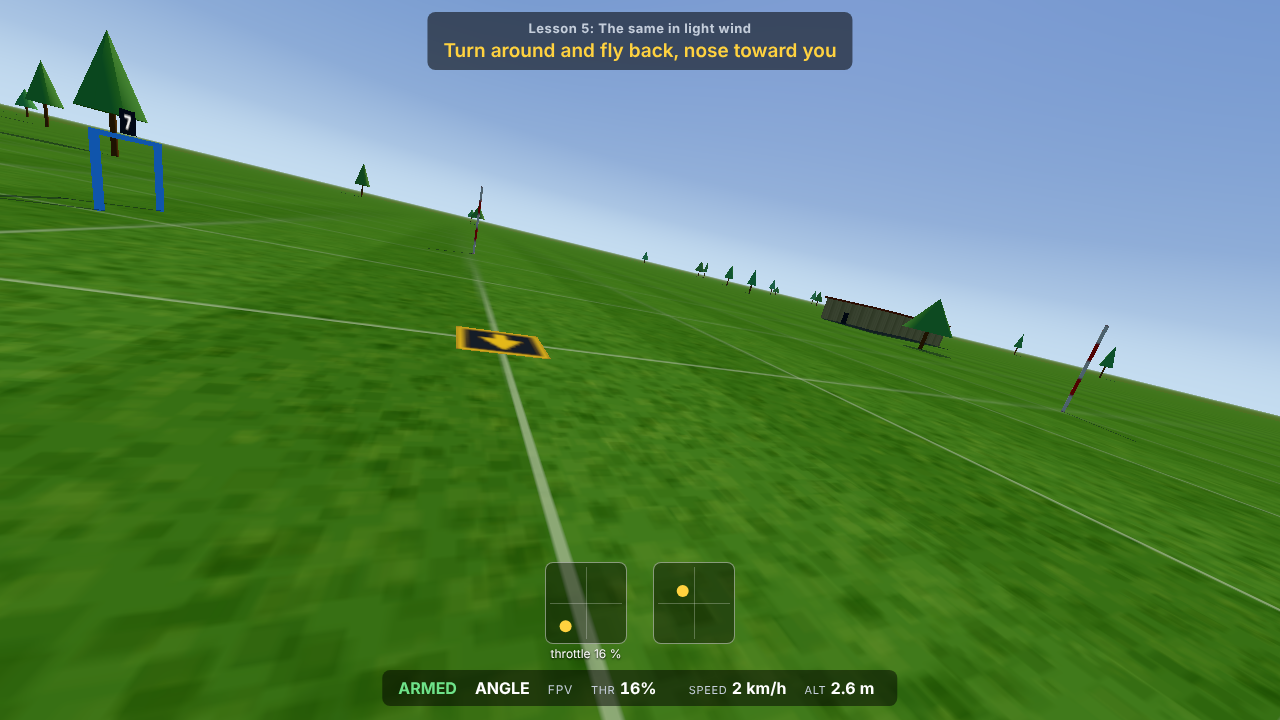 Lesson 5: The same in light wind
Turn around and fly back, nose toward you
7
throttle 16 %
ARMED ANGLE FPV THR 16% SPEED 2 km/h ALT 2.6 m